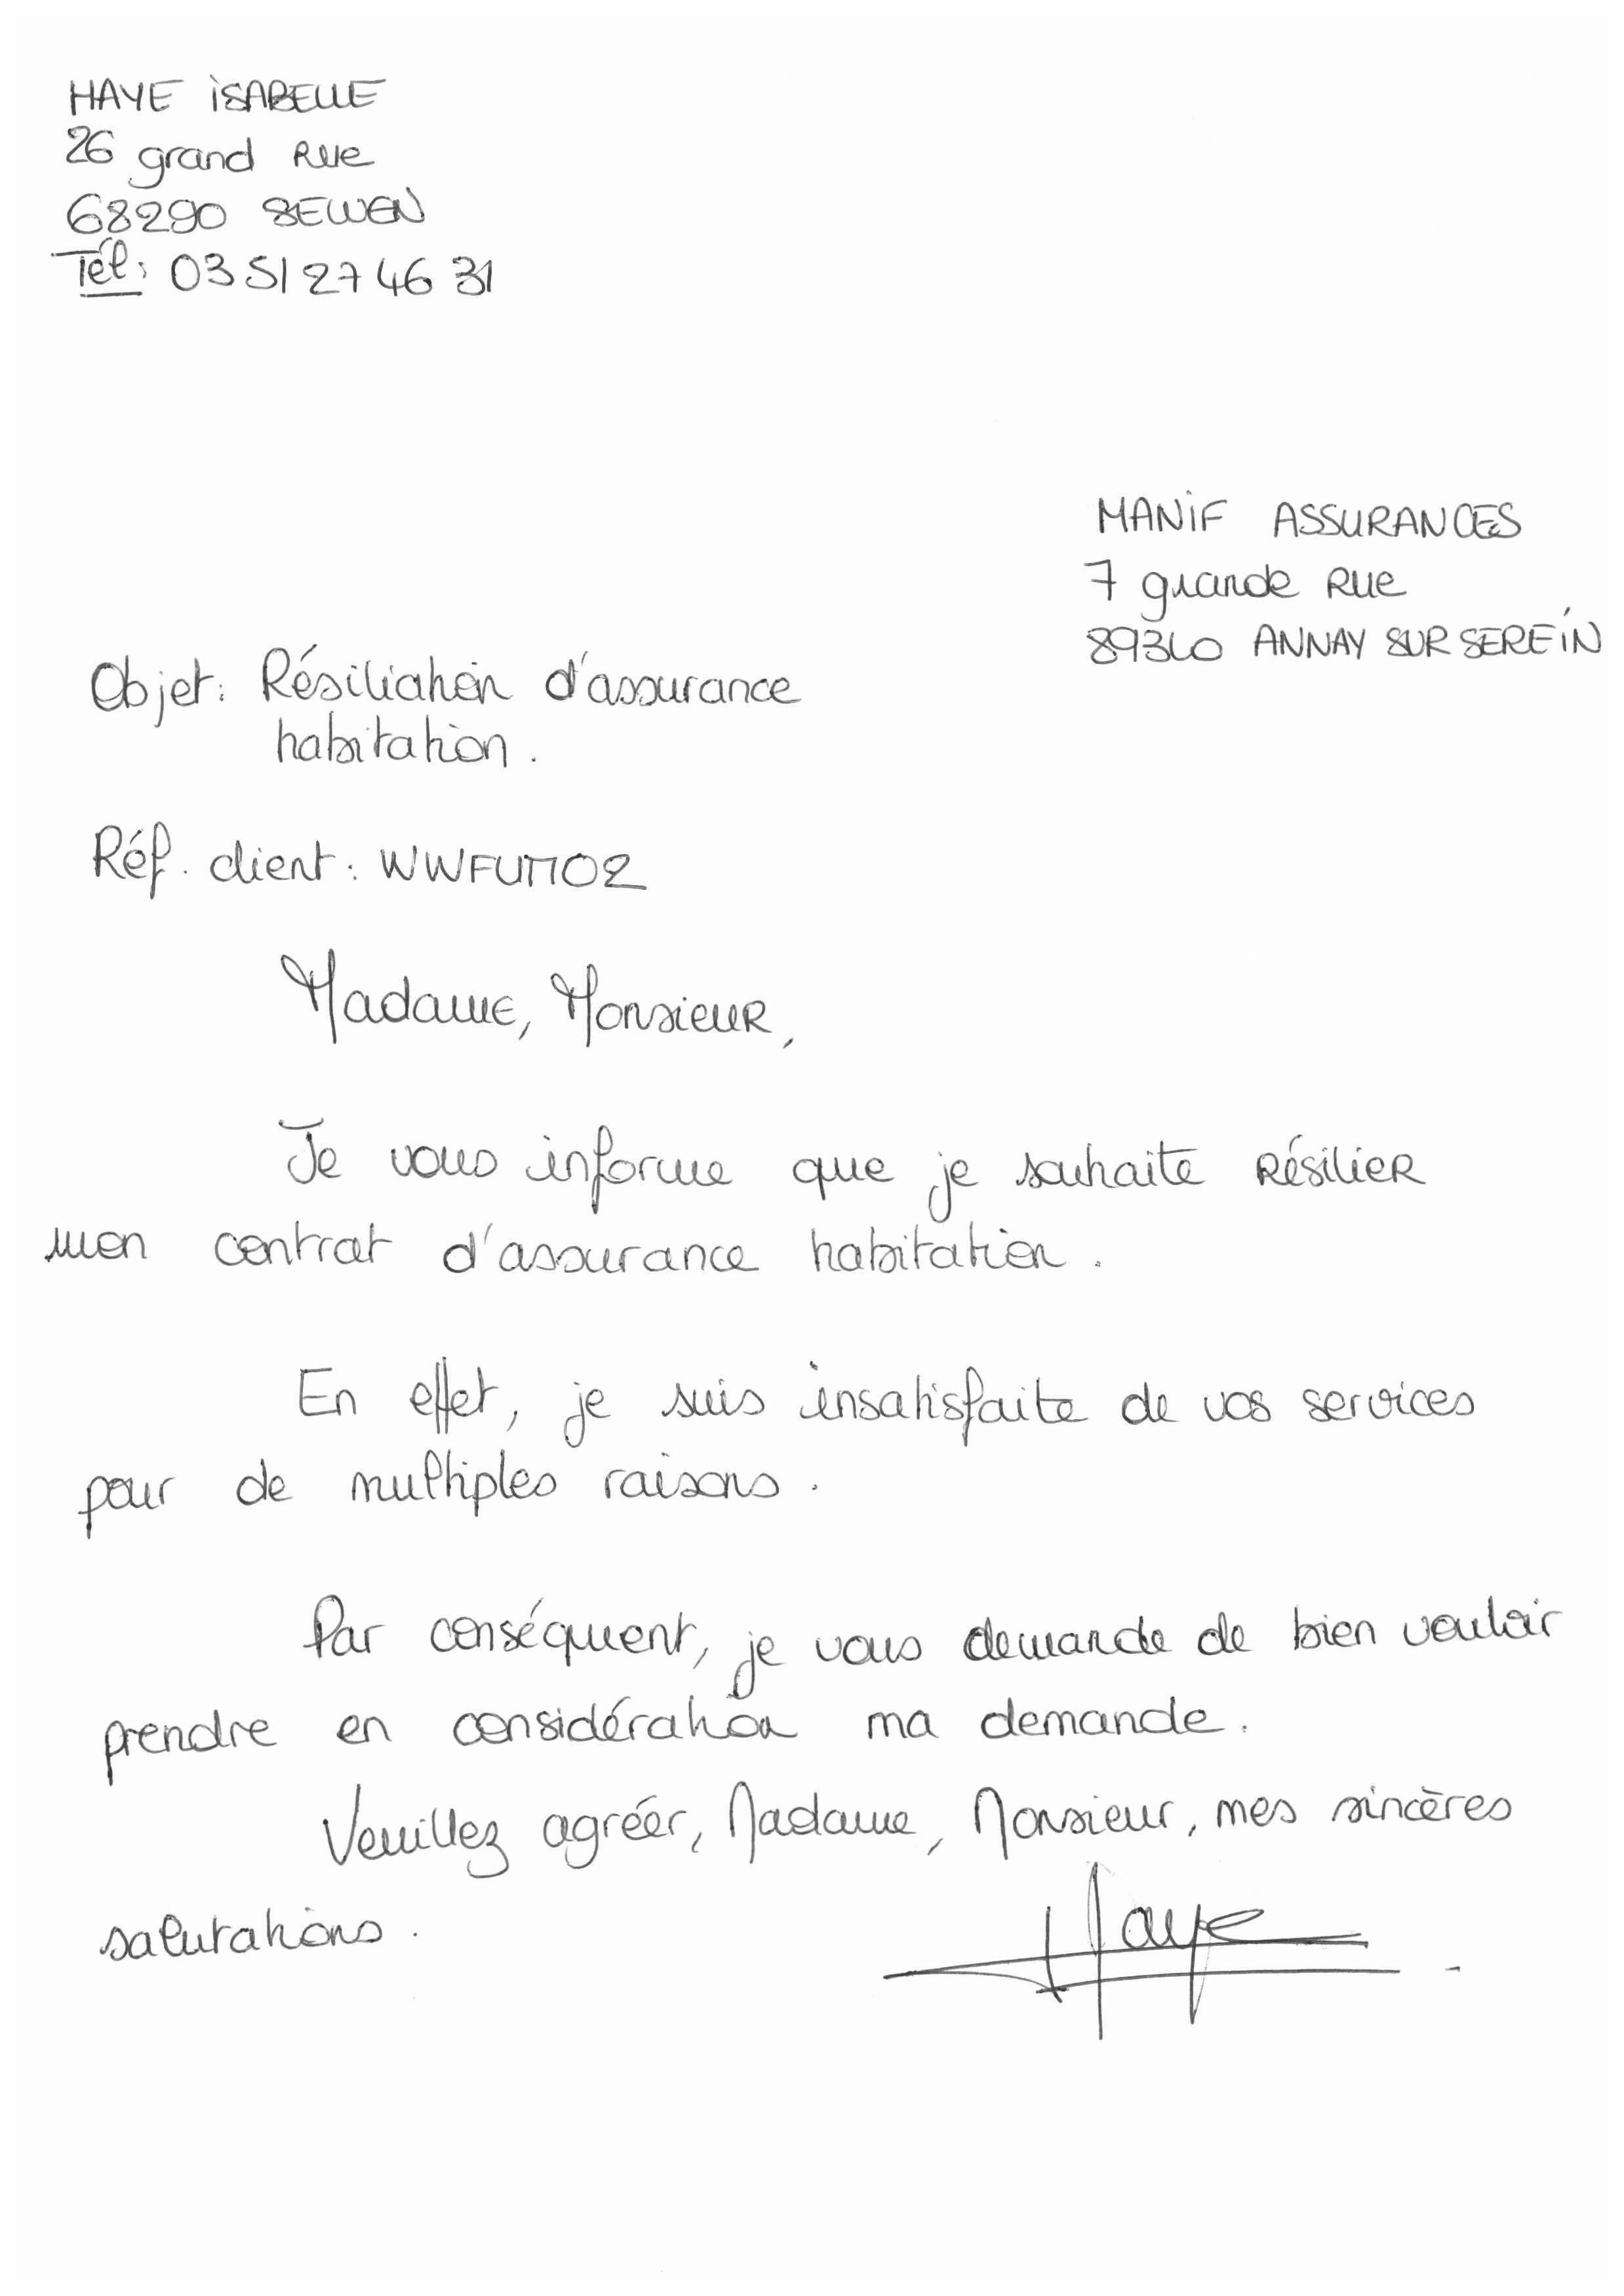 HAYE ISABELLE
26 grand Rue
68290 SEWEN
Tél: 03 51 27 46 31
MANIF ASSURANCES
7 grande Rue
89310 ANNAY SUR SEREIN
Objet: Résiliation d'assurance
habitation.
Réf. client: WWFUM02
Madame, Monsieur,
Je vous informe que je souhaite Résilier
mon contrat d'assurance habitation.
En effet, je suis insatisfaite de vos services
pour de multiples raisons.
Par conséquent, je vous demande de bien vouloir
prendre en considération ma demande.
Veuillez agréer, Madame, Monsieur, mes sincères
salutations.
Haye